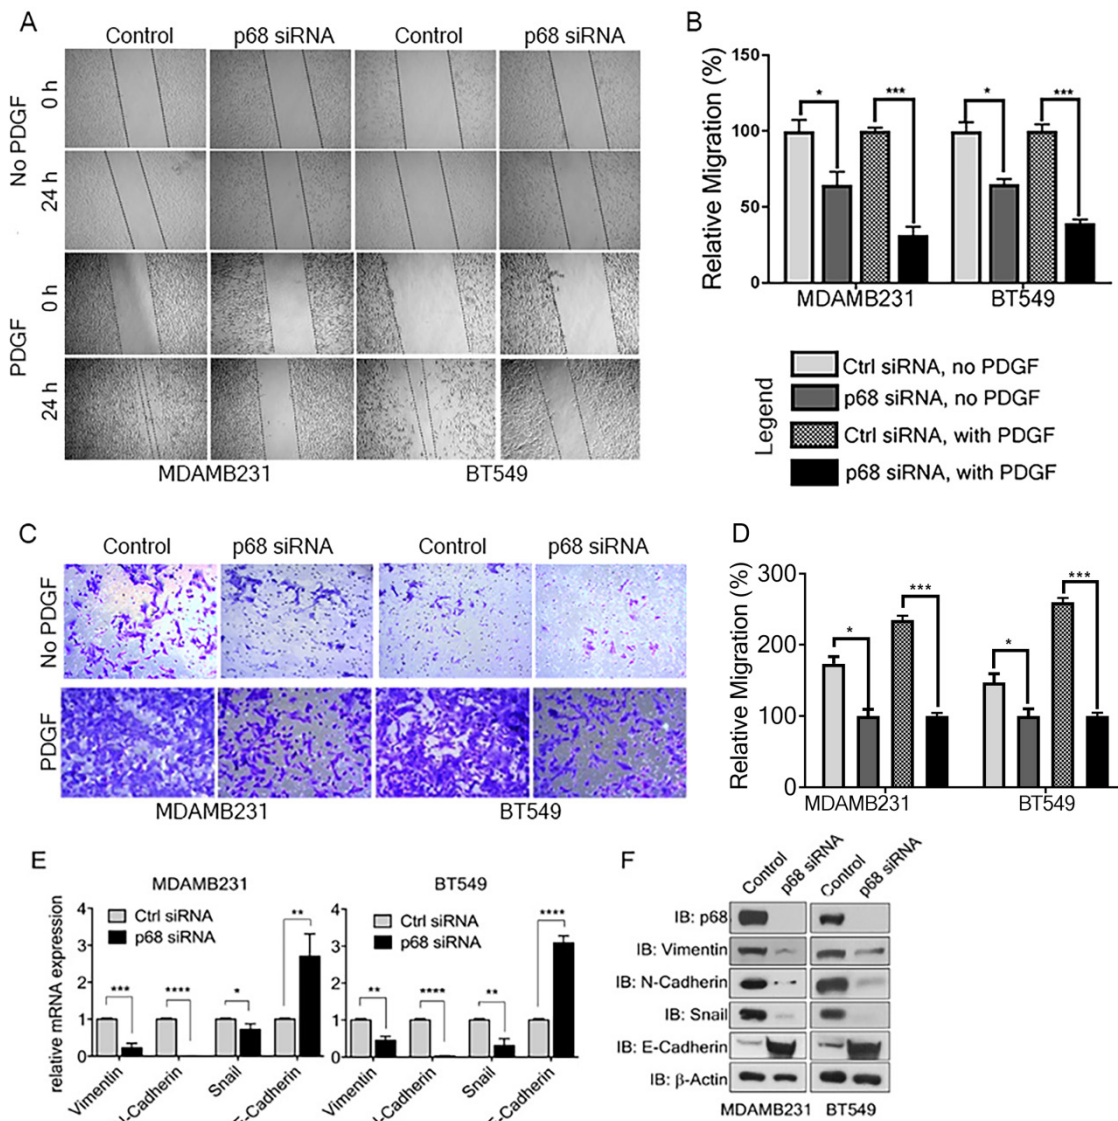 A
Control p68 siRNA Control p68 siRNA
No PDGF
0 h
24 h
PDGF
0h
24 h
MDAMB231 BT549
B
Relative Migration (%)
150
100
50
0
* *** * ***
MDAMB231 BT549
Legend
Ctrl siRNA, no PDGF
p68 siRNA, no PDGF
Ctrl siRNA, with PDGF
p68 siRNA, with PDGF
C
Control p68 siRNA Control p68 siRNA
No PDGF
PDGF
MDAMB231 BT549
D
Relative Migration (%)
300
200
100
0
* *** * ***
MDAMB231 BT549
E
MDAMB231
relative mRNA expression
4
3
2
1
0
Ctrl siRNA
p68 siRNA
*** **** * **
Vimentin
-Cadherin
Snail
E-Cadherin
BT549
4
3
2
1
0
Ctrl siRNA
p68 siRNA
** **** ** ****
Vimentin
-Cadherin
Snail
E-Cadherin
F
Control p68 siRNA Control p68 siRNA
IB: p68
IB: Vimentin
IB: N-Cadherin
IB: Snail
IB: E-Cadherin
IB: β-Actin
MDAMB231 BT549